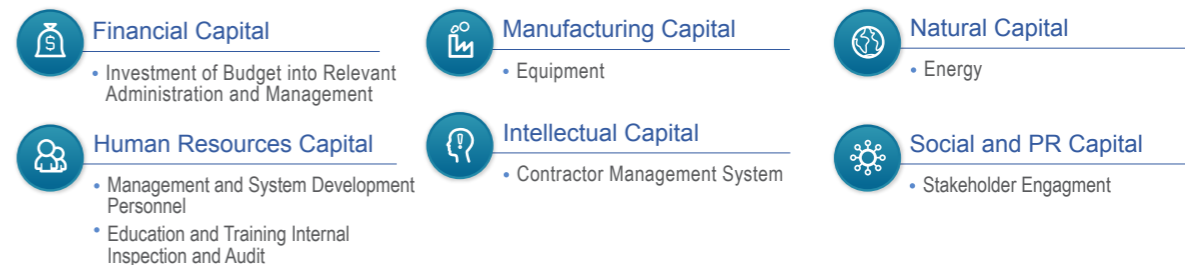 Financial Capital
• Investment of Budget into Relevant
Administration and Management
Manufacturing Capital
• Equipment
Natural Capital
• Energy
Human Resources Capital
• Management and System Development
Personnel
• Education and Training Internal
Inspection and Audit
Intellectual Capital
• Contractor Management System
Social and PR Capital
• Stakeholder Engagment